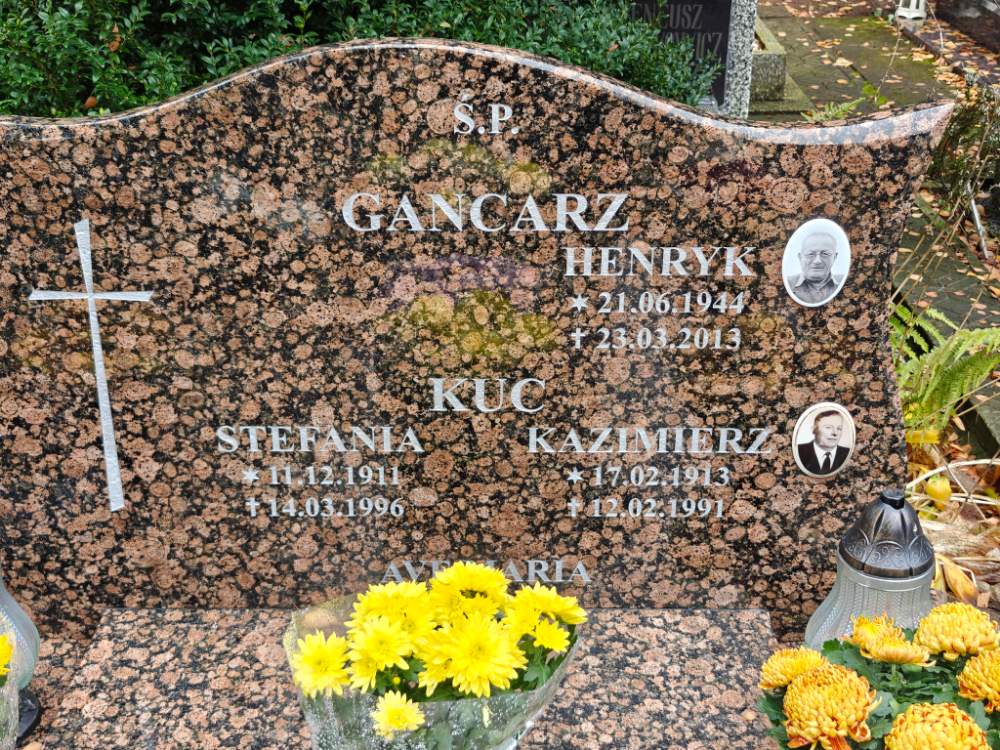 Ś.P.
GANCARZ
HENRYK
✶ 21.06.1944
✝ 23.03.2013
KUC
STEFANIA
✶ 11.12.1911
✝ 14.03.1996
KAZIMIERZ
✶ 17.02.1913
✝ 12.02.1991
AVE MARIA